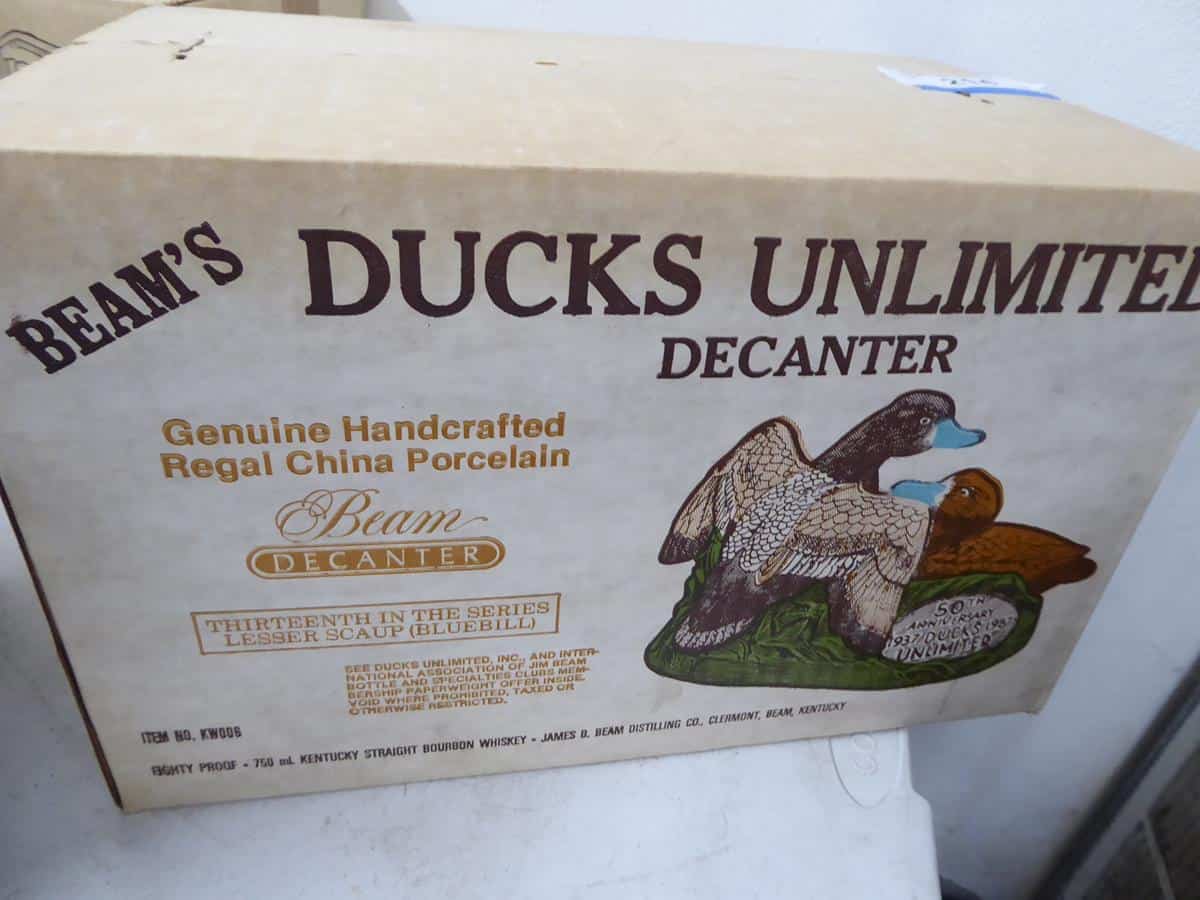 BEAM'S
DUCKS UNLIMITED
DECANTER
Genuine Handcrafted
Regal China Porcelain
Beam
DECANTER
THIRTEENTH IN THE SERIES
LESSER SCAUP (BLUEBILL)
SEE DUCKS UNLIMITED, INC. AND INTER-
NATIONAL ASSOCIATION OF JIM BEAM
BOTTLE AND SPECIALTIES CLUBS MEM-
BERSHIP PAPERWEIGHT OFFER INSIDE.
VOID WHERE PROHIBITED, TAXED OR
OTHERWISE RESTRICTED.
50TH
ANNIVERSARY
1937/DUCKS 1987
UNLIMITED
ITEM NO. KW006
EIGHTY PROOF - 750 mL KENTUCKY STRAIGHT BOURBON WHISKEY - JAMES B. BEAM DISTILLING CO., CLERMONT, BEAM, KENTUCKY